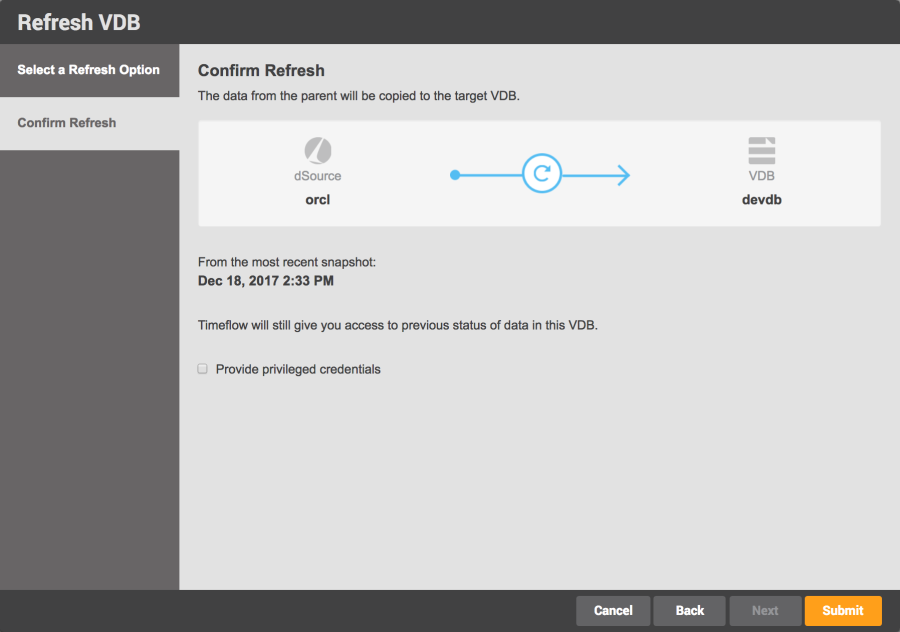 Refresh VDB
Select a Refresh Option
Confirm Refresh
Confirm Refresh
The data from the parent will be copied to the target VDB.
dSource
orcl
VDB
devdb
From the most recent snapshot:
Dec 18, 2017 2:33 PM
Timeflow will still give you access to previous status of data in this VDB.
Provide privileged credentials
Cancel
Back
Next
Submit